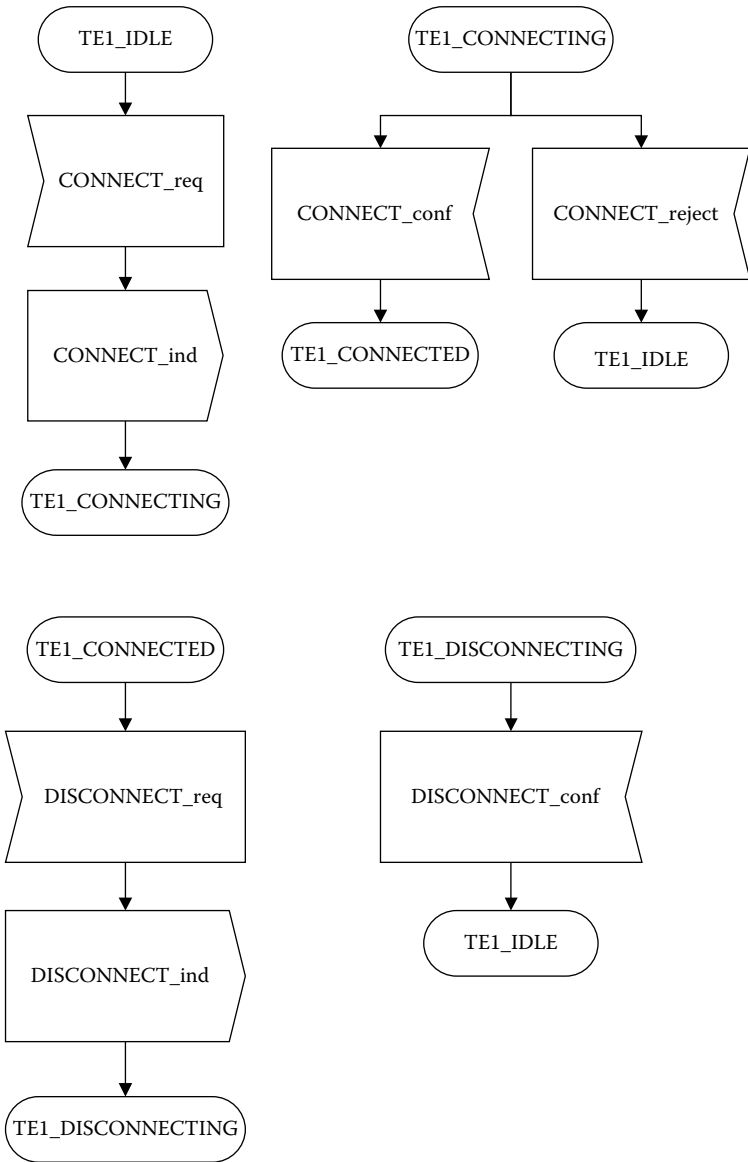 TE1_IDLE
CONNECT_req
CONNECT_ind
TE1_CONNECTING
TE1_CONNECTING
CONNECT_conf
CONNECT_reject
TE1_CONNECTED
TE1_IDLE
TE1_CONNECTED
DISCONNECT_req
DISCONNECT_ind
TE1_DISCONNECTING
TE1_DISCONNECTING
DISCONNECT_conf
TE1_IDLE